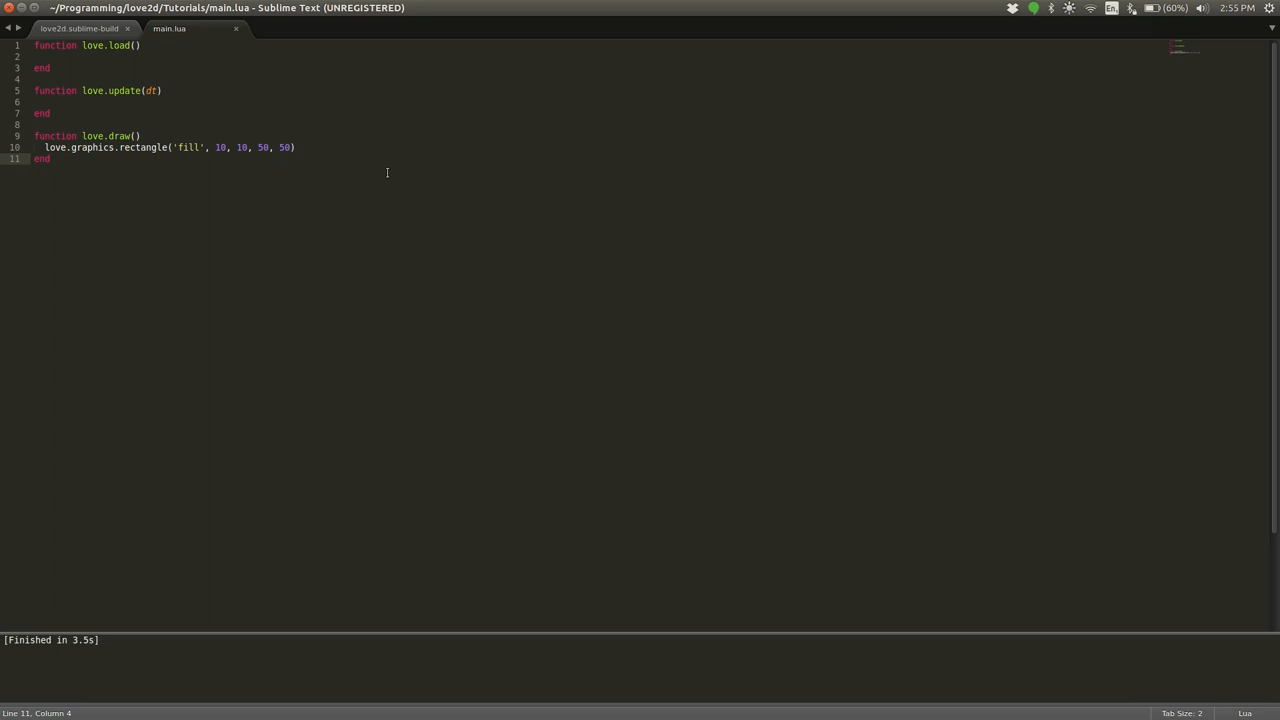 ~/Programming/love2d/Tutorials/main.lua - Sublime Text (UNREGISTERED)
En1 (60%) 2:55 PM
love2d.sublime-build × main.lua ×
1 function love.load()
2
3 end
4
5 function love.update(dt)
6
7 end
8
9 function love.draw()
10   love.graphics.rectangle('fill', 10, 10, 50, 50)
11 end
[Finished in 3.5s]
Line 11, Column 4 Tab Size: 2 Lua